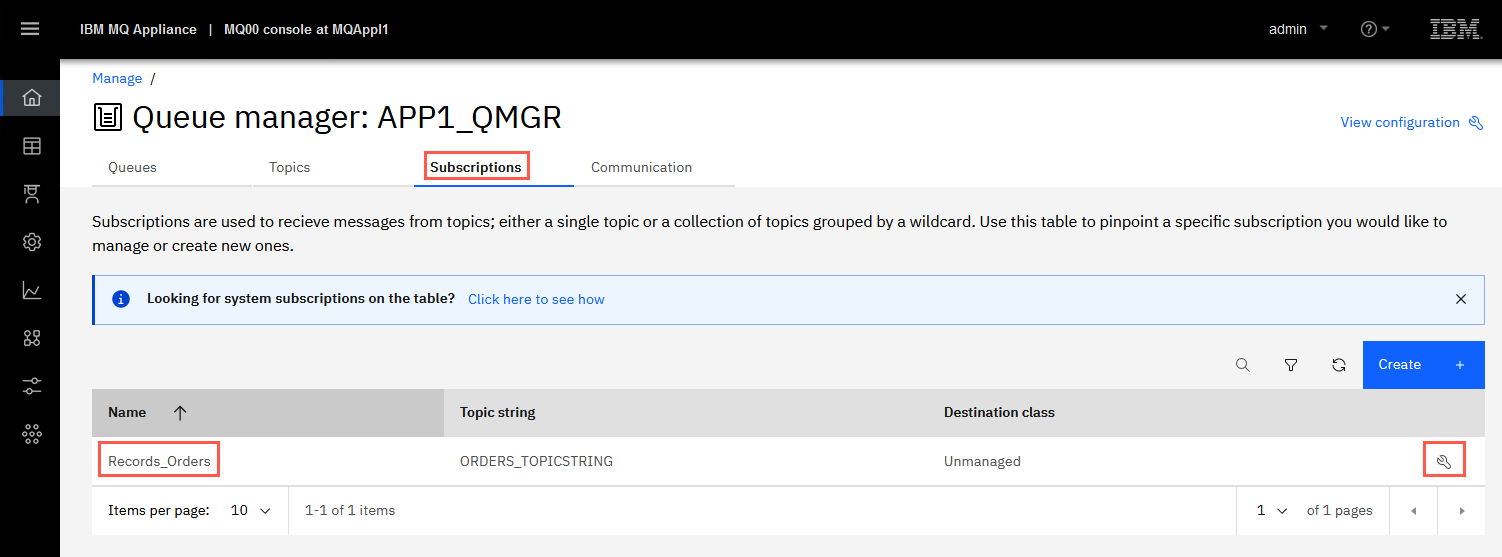 IBM MQ Appliance | MQ00 console at MQAppl1
admin
IBM
Manage /
Queue manager: APP1_QMGR
View configuration
Queues Topics Subscriptions Communication
Subscriptions are used to recieve messages from topics; either a single topic or a collection of topics grouped by a wildcard. Use this table to pinpoint a specific subscription you would like to
manage or create new ones.
Looking for system subscriptions on the table? Click here to see how
Create +
Name Topic string Destination class
Records_Orders ORDERS_TOPICSTRING Unmanaged
Items per page: 10 1-1 of 1 items 1 of 1 pages